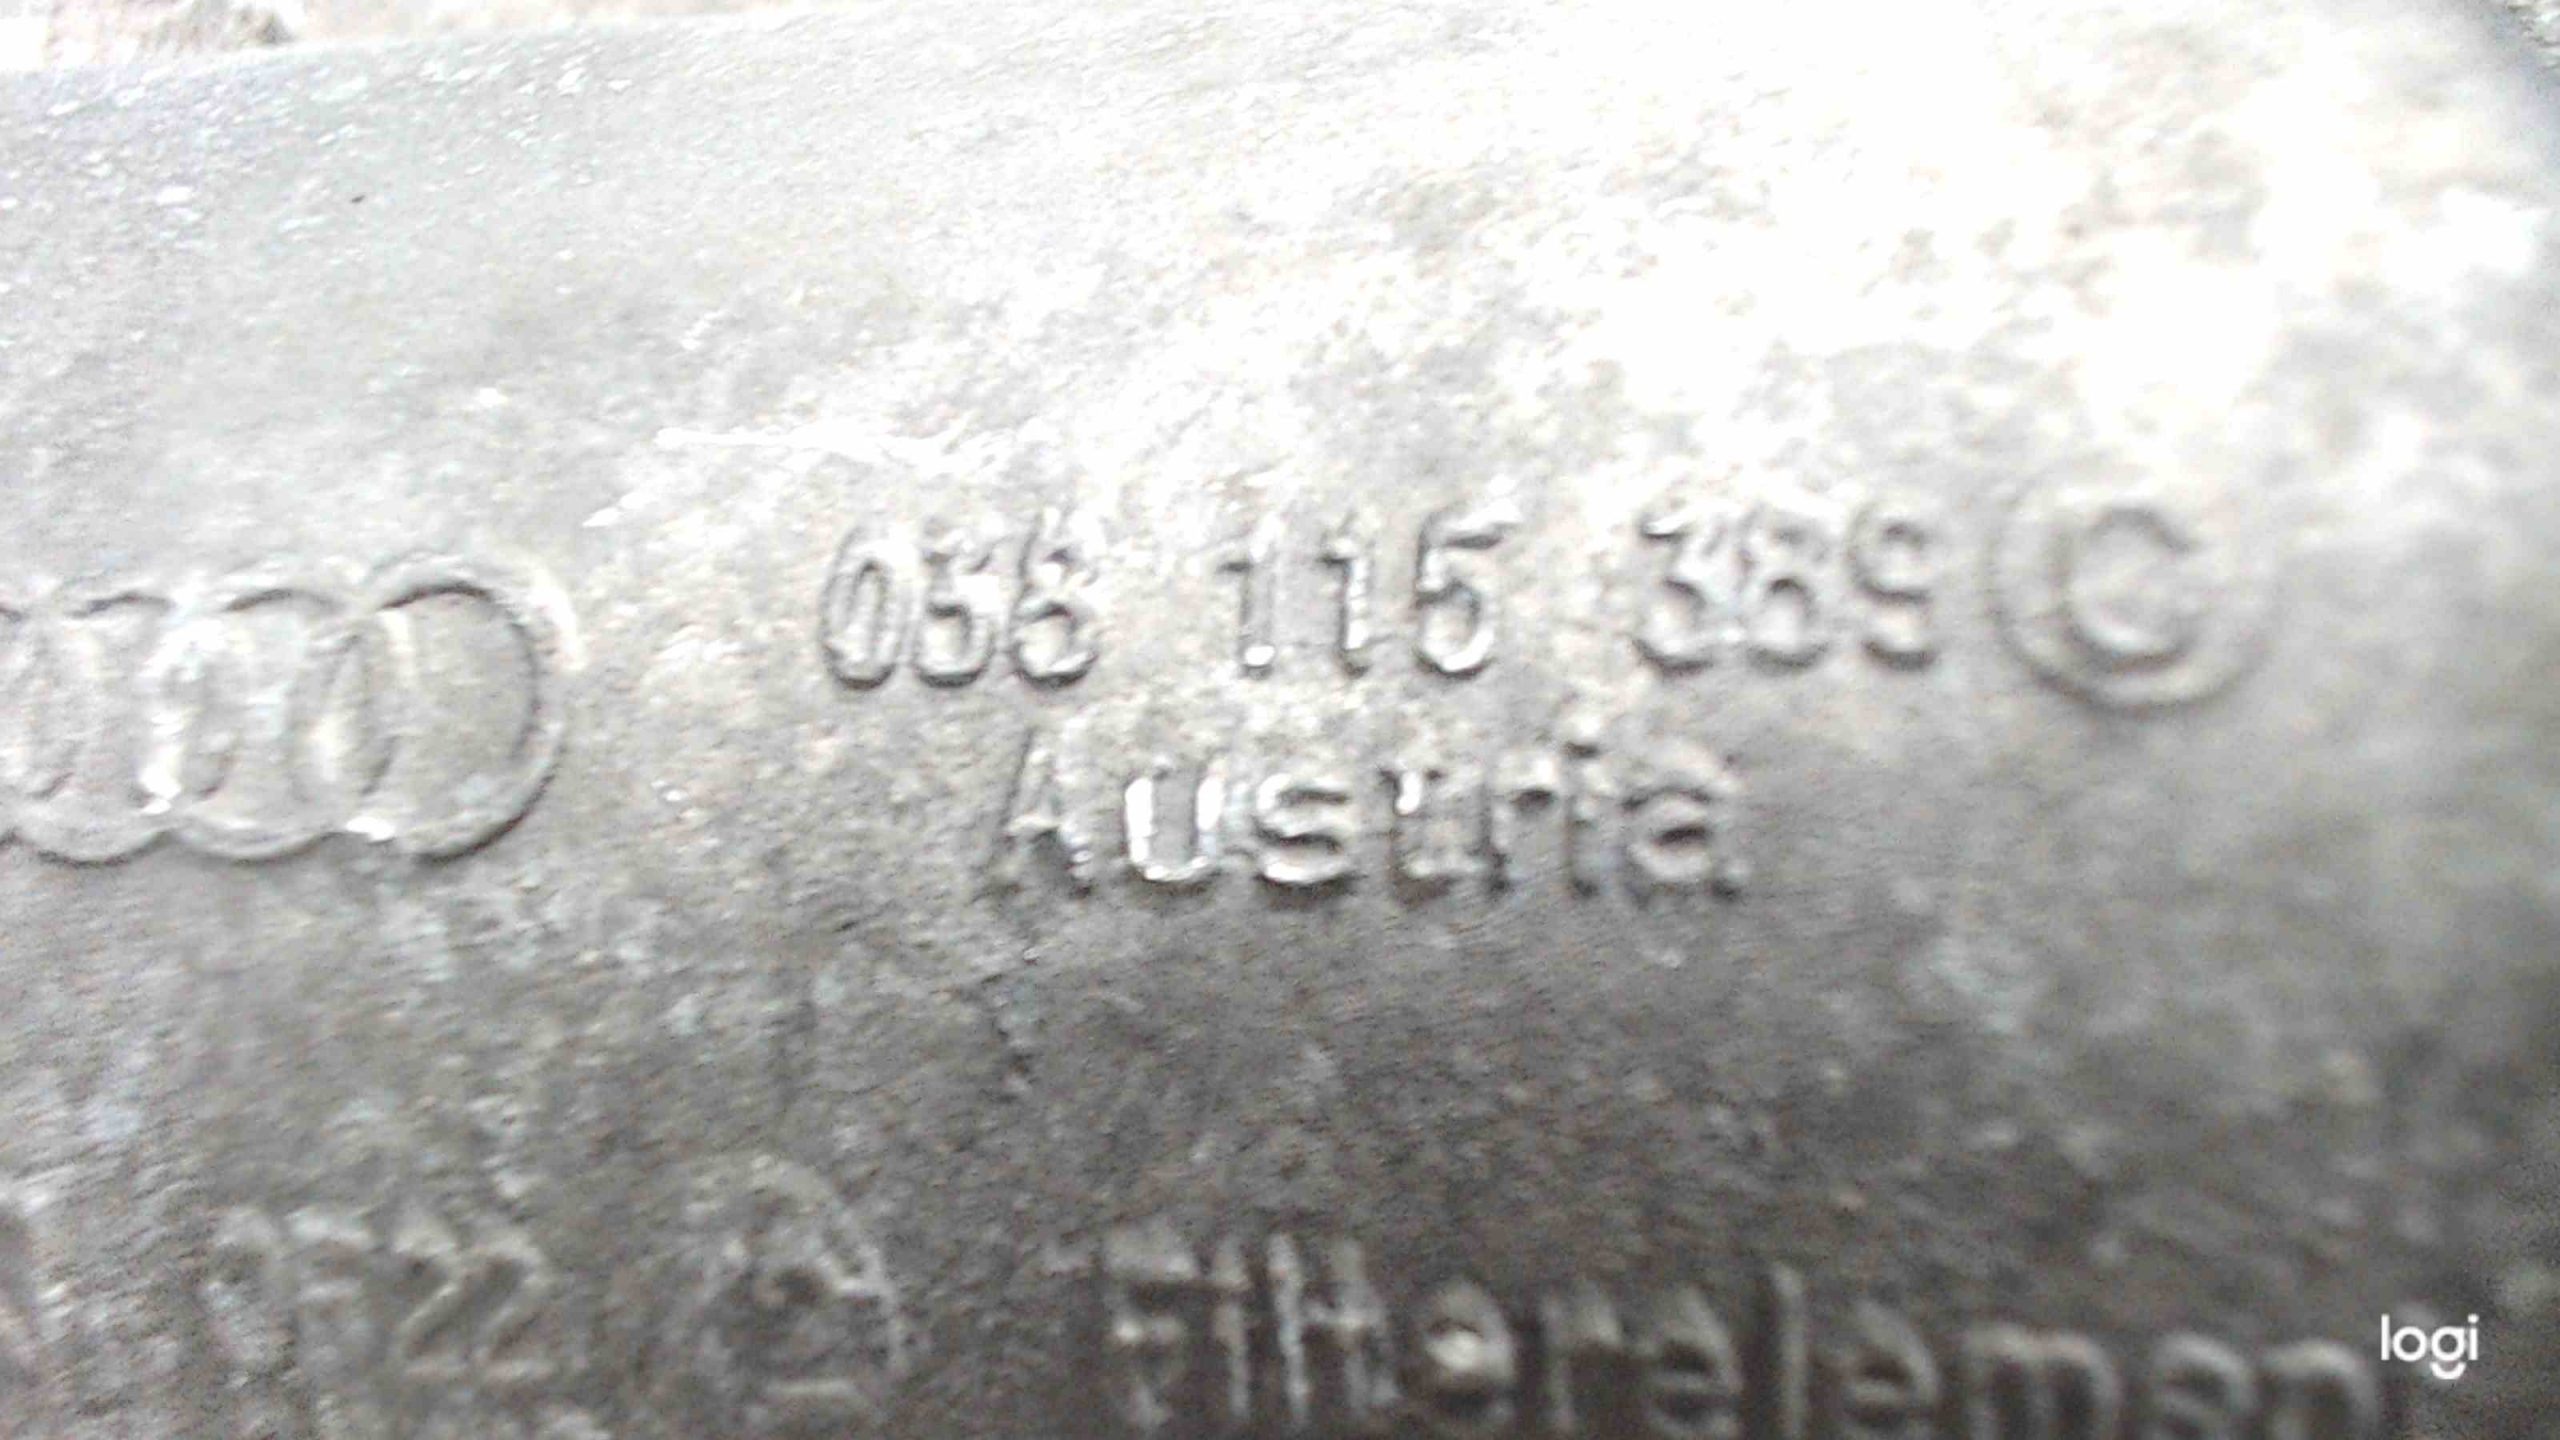 038 115 389 C
Austria
Filterelement
logi